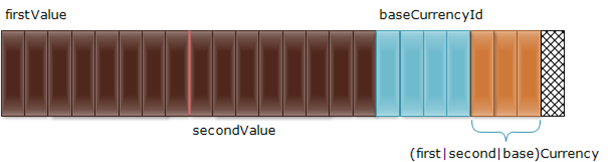 firstValue
baseCurrencyId
secondValue
(first|second|base)Currency